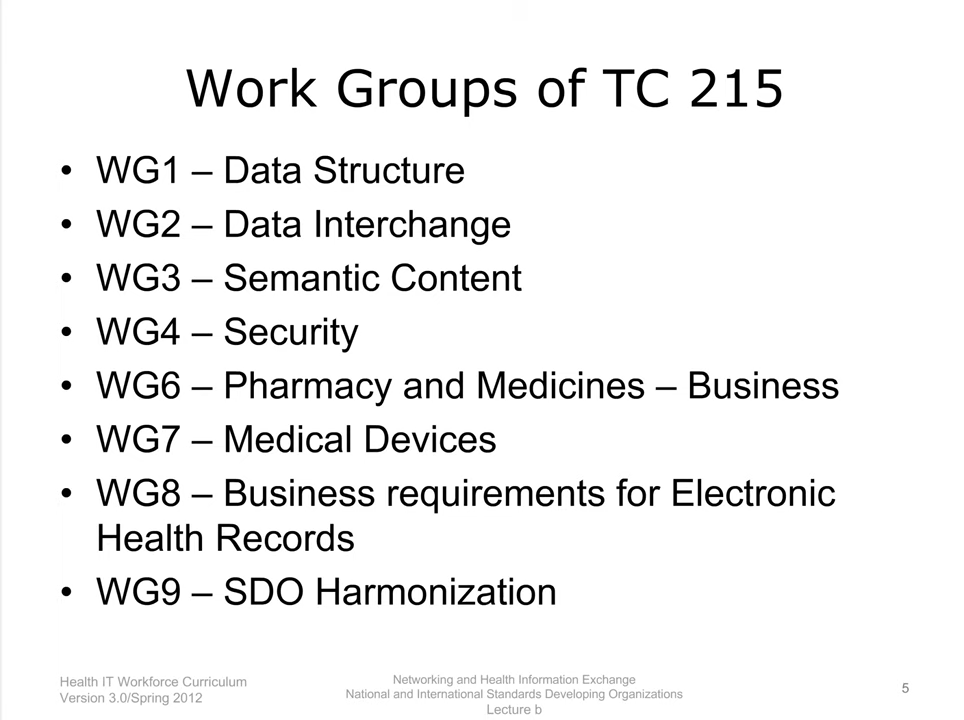 Work Groups of TC 215
• WG1 – Data Structure
• WG2 – Data Interchange
• WG3 – Semantic Content
• WG4 – Security
• WG6 – Pharmacy and Medicines – Business
• WG7 – Medical Devices
• WG8 – Business requirements for Electronic
Health Records
• WG9 – SDO Harmonization
Health IT Workforce Curriculum
Version 3.0/Spring 2012
Networking and Health Information Exchange
National and International Standards Developing Organizations
Lecture b
5